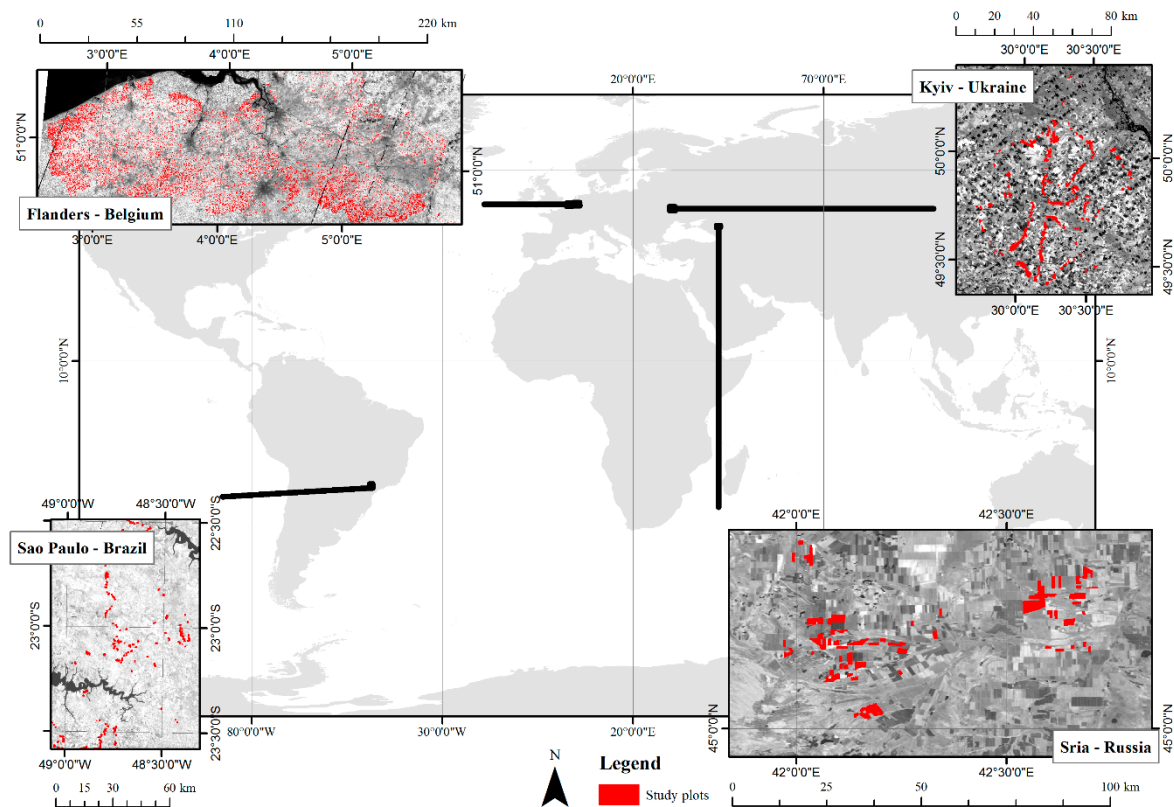 0 55 110 220 km
3°0'0"E 4°0'0"E 5°0'0"E
51°0'0"N
51°0'0"N
Flanders - Belgium
3°0'0"E 4°0'0"E 5°0'0"E
20°0'0"E 70°0'0"E
0 20 40 80 km
30°0'0"E 30°30'0"E
Kyiv - Ukraine
50°0'0"N
50°0'0"N
49°30'0"N
49°30'0"N
30°0'0"E 30°30'0"E
10°0'0"N
10°0'0"N
49°0'0"W 48°30'0"W
22°30'0"S
Sao Paulo - Brazil
23°0'0"S
23°0'0"S
23°30'0"S
49°0'0"W 48°30'0"W
0 15 30 60 km
80°0'0"W 30°0'0"W 20°0'0"E
42°0'0"E 42°30'0"E
45°0'0"N
45°0'0"N
Sria - Russia
42°0'0"E 42°30'0"E
0 25 50 100 km
N
Legend
Study plots